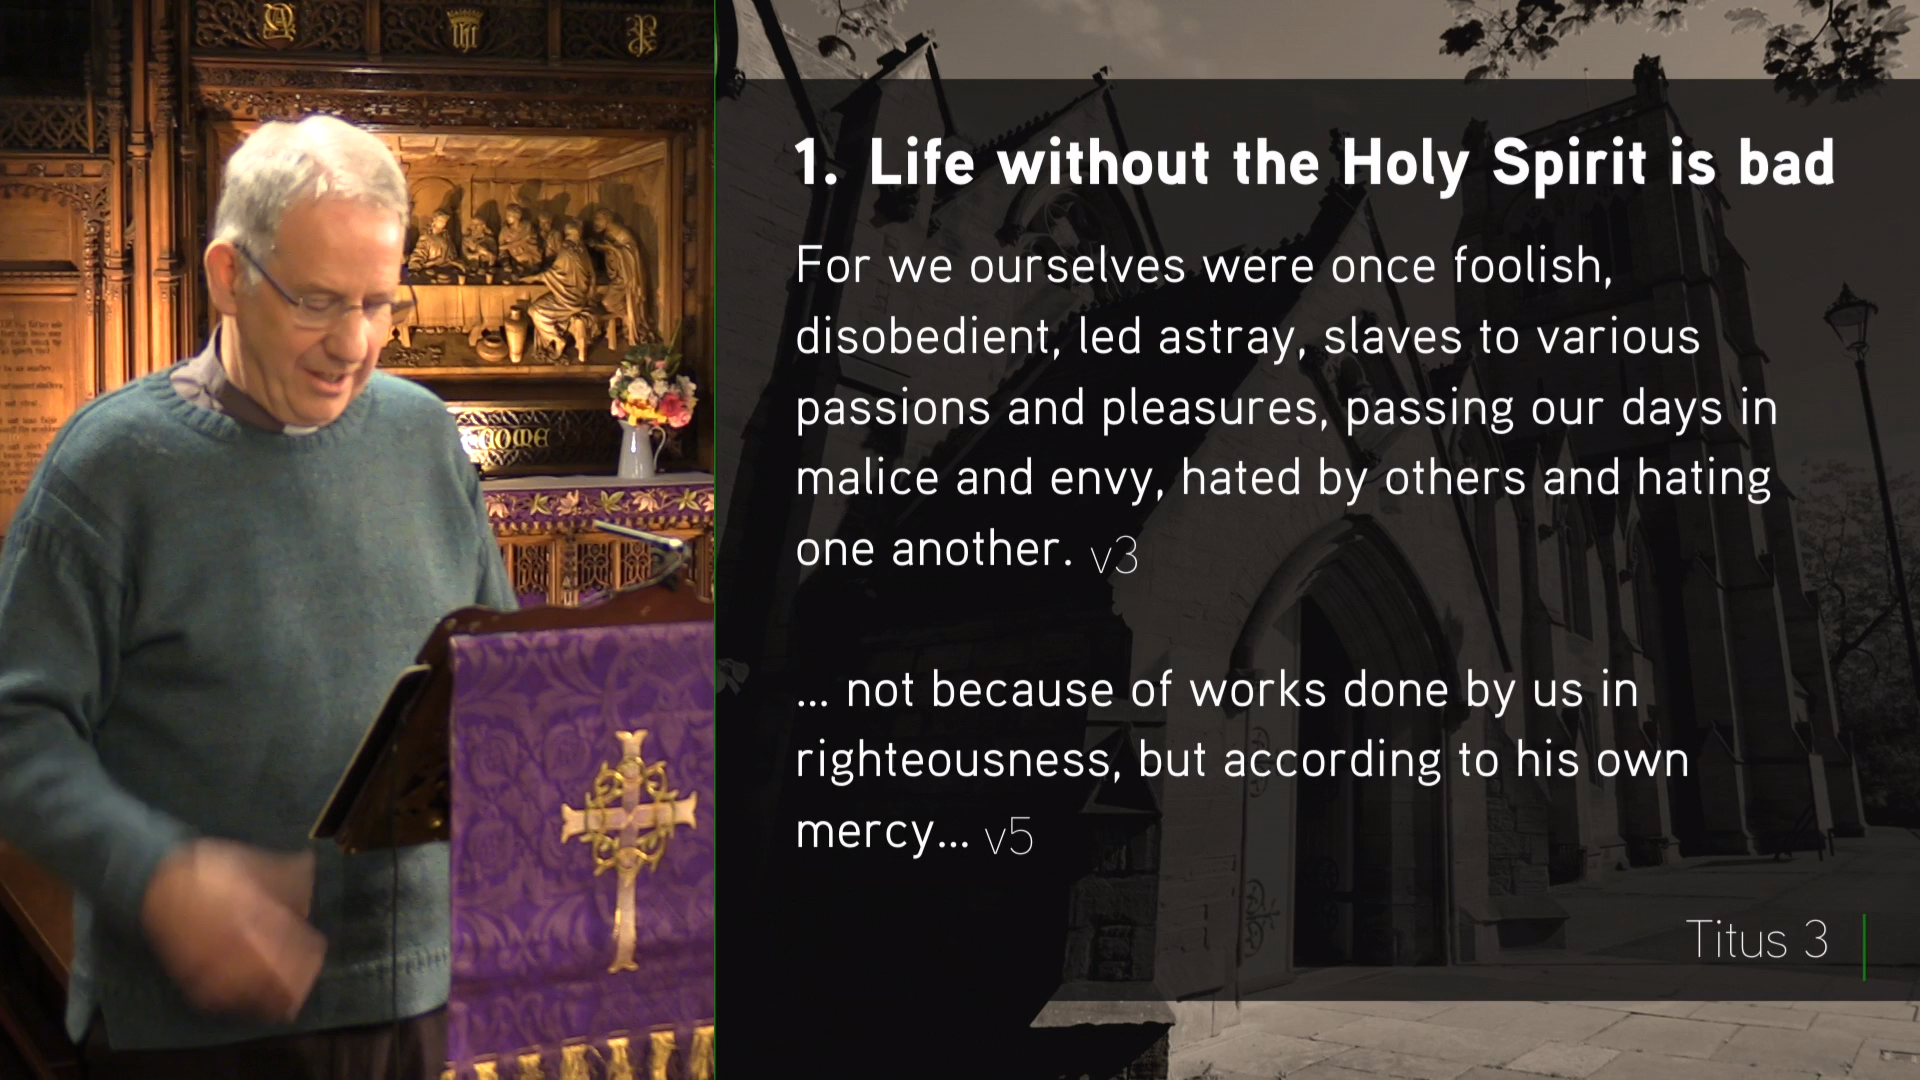 1. Life without the Holy Spirit is bad
For we ourselves were once foolish,
disobedient, led astray, slaves to various
passions and pleasures, passing our days in
malice and envy, hated by others and hating
one another. v3
... not because of works done by us in
righteousness, but according to his own
mercy... v5
Titus 3